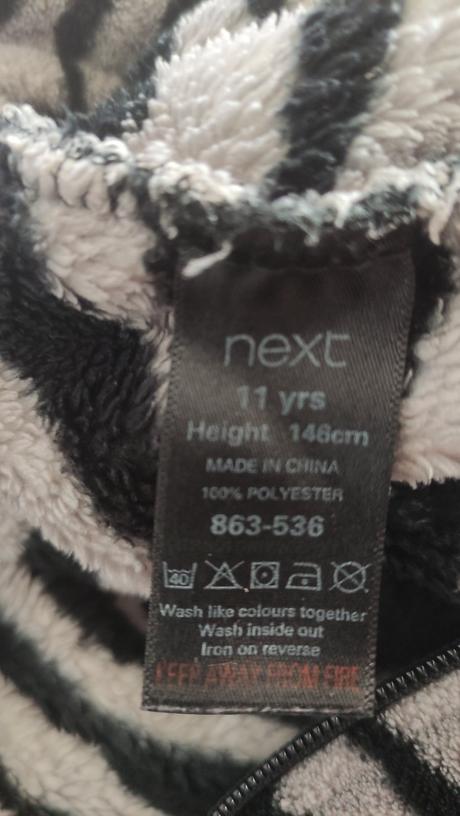 next
11 yrs
Height 146cm
MADE IN CHINA
100% POLYESTER
863-536
40
Wash like colours together
Wash inside out
Iron on reverse
KEEP AWAY FROM FIRE